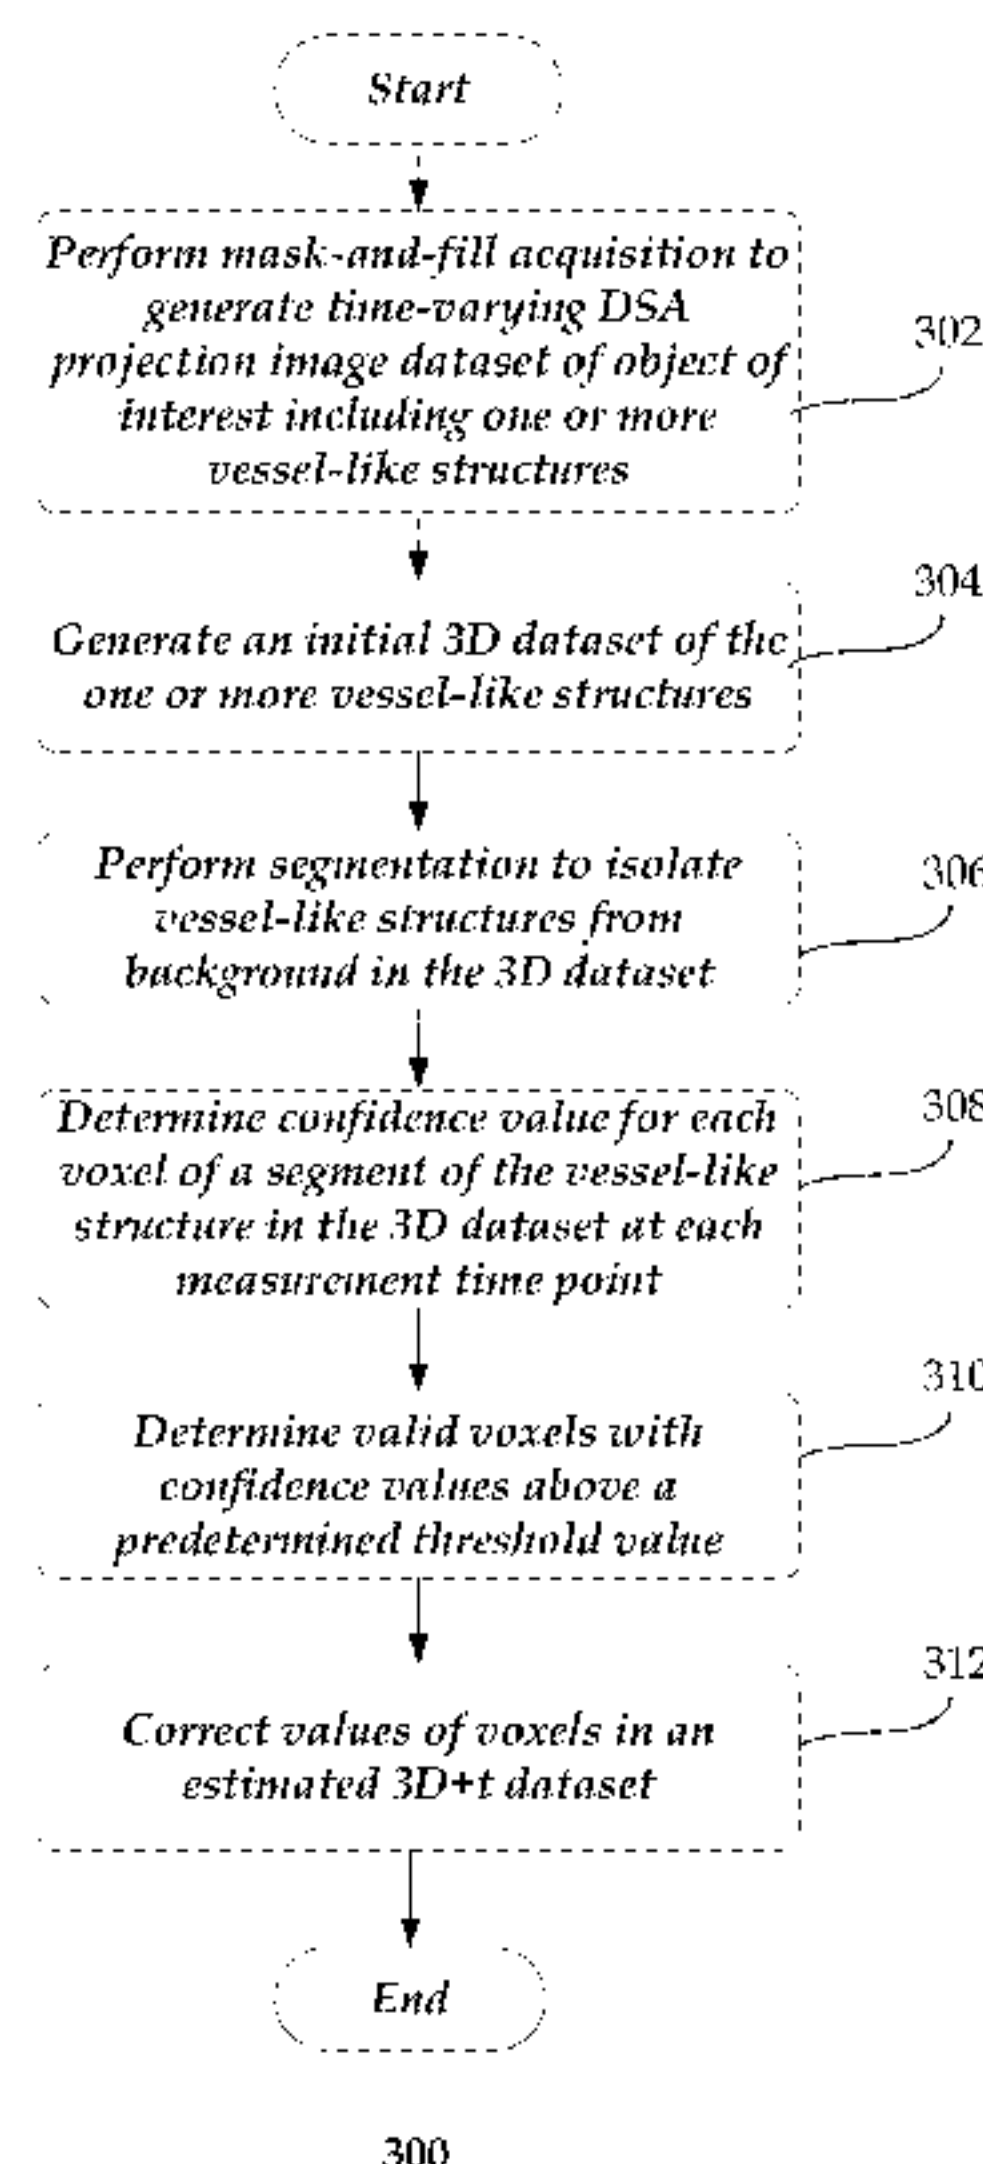 Start
Perform mask-and-fill acquisition to
generate time-varying DSA
projection image dataset of object of
interest including one or more
vessel-like structures
302
Generate an initial 3D dataset of the
one or more vessel-like structures
304
Perform segmentation to isolate
vessel-like structures from
background in the 3D dataset
306
Determine confidence value for each
voxel of a segment of the vessel-like
structure in the 3D dataset at each
measurement time point
308
Determine valid voxels with
confidence values above a
predetermined threshold value
310
Correct values of voxels in an
estimated 3D+t dataset
312
End
300